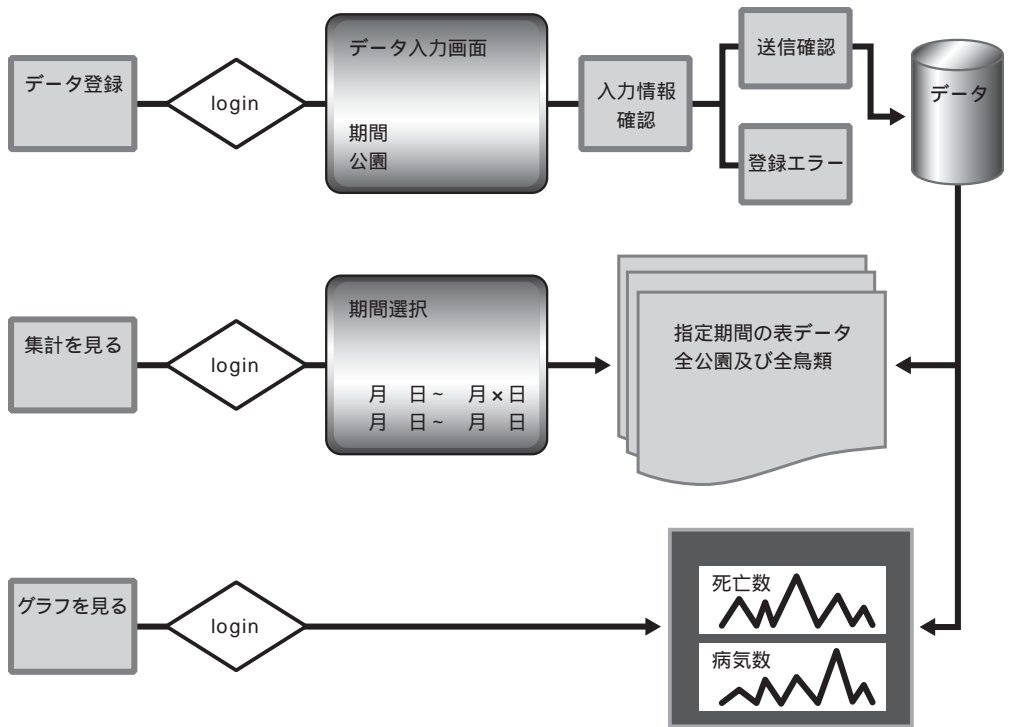 データ登録
login
データ入力画面
期間
公園
入力情報
確認
送信確認
登録エラー
データ
集計を見る
login
期間選択
月 日~ 月×日
月 日~ 月 日
指定期間の表データ
全公園及び全鳥類
グラフを見る
login
死亡数
病気数